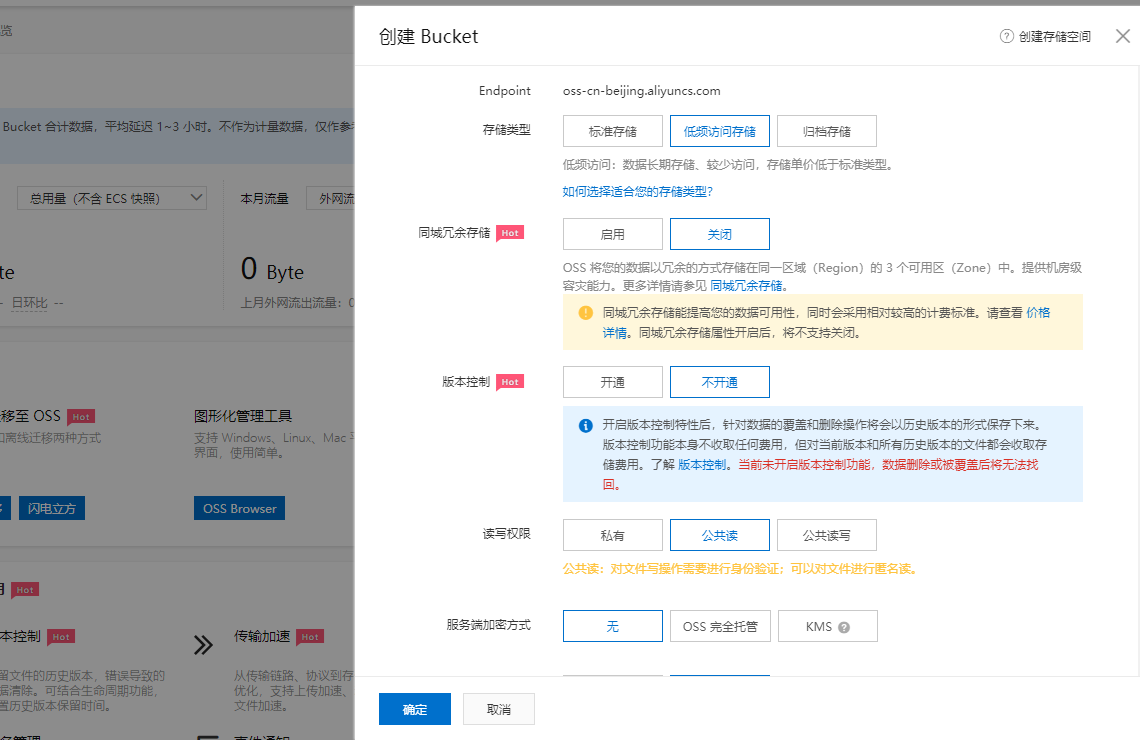 览
Bucket 合计数据，平均延迟 1~3 小时。不作为计量数据，仅作参
总用量（不含 ECS 快照）
本月流量
外网流
te
0 Byte
日环比 --
上月外网流出流量：0
移至 OSS Hot
和离线迁移两种方式
闪电立方
图形化管理工具
支持 Windows、Linux、Mac
界面，使用简单。
OSS Browser
Hot
本控制 Hot
留文件的历史版本，错误导致的
据清除。可结合生命周期功能，
置历史版本保留时间。
传输加速 Hot
从传输链路、协议到存
优化，支持上传加速、
文件加速。
事件通知
创建 Bucket
创建存储空间
Endpoint
oss-cn-beijing.aliyuncs.com
存储类型
标准存储
低频访问存储
归档存储
低频访问：数据长期存储、较少访问，存储单价低于标准类型。
如何选择适合您的存储类型?
同城冗余存储 Hot
启用
关闭
OSS 将您的数据以冗余的方式存储在同一区域（Region）的 3 个可用区（Zone）中。提供机房级
容灾能力。更多详情请参见 同城冗余存储。
同城冗余存储能提高您的数据可用性，同时会采用相对较高的计费标准。请查看 价格
详情。同城冗余存储属性开启后，将不支持关闭。
版本控制 Hot
开通
不开通
开启版本控制特性后，针对数据的覆盖和删除操作将会以历史版本的形式保存下来。
版本控制功能本身不收取任何费用，但对当前版本和所有历史版本的文件都会收取存
储费用。了解 版本控制。当前未开启版本控制功能，数据删除或被覆盖后将无法找
回。
读写权限
私有
公共读
公共读写
公共读：对文件写操作需要进行身份验证；可以对文件进行匿名读。
服务端加密方式
无
OSS 完全托管
KMS
确定
取消